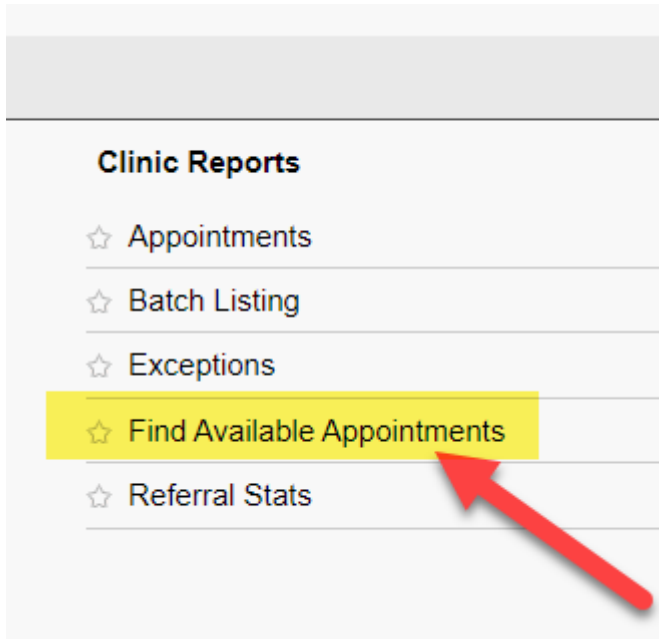 Clinic Reports
Appointments
Batch Listing
Exceptions
Find Available Appointments
Referral Stats